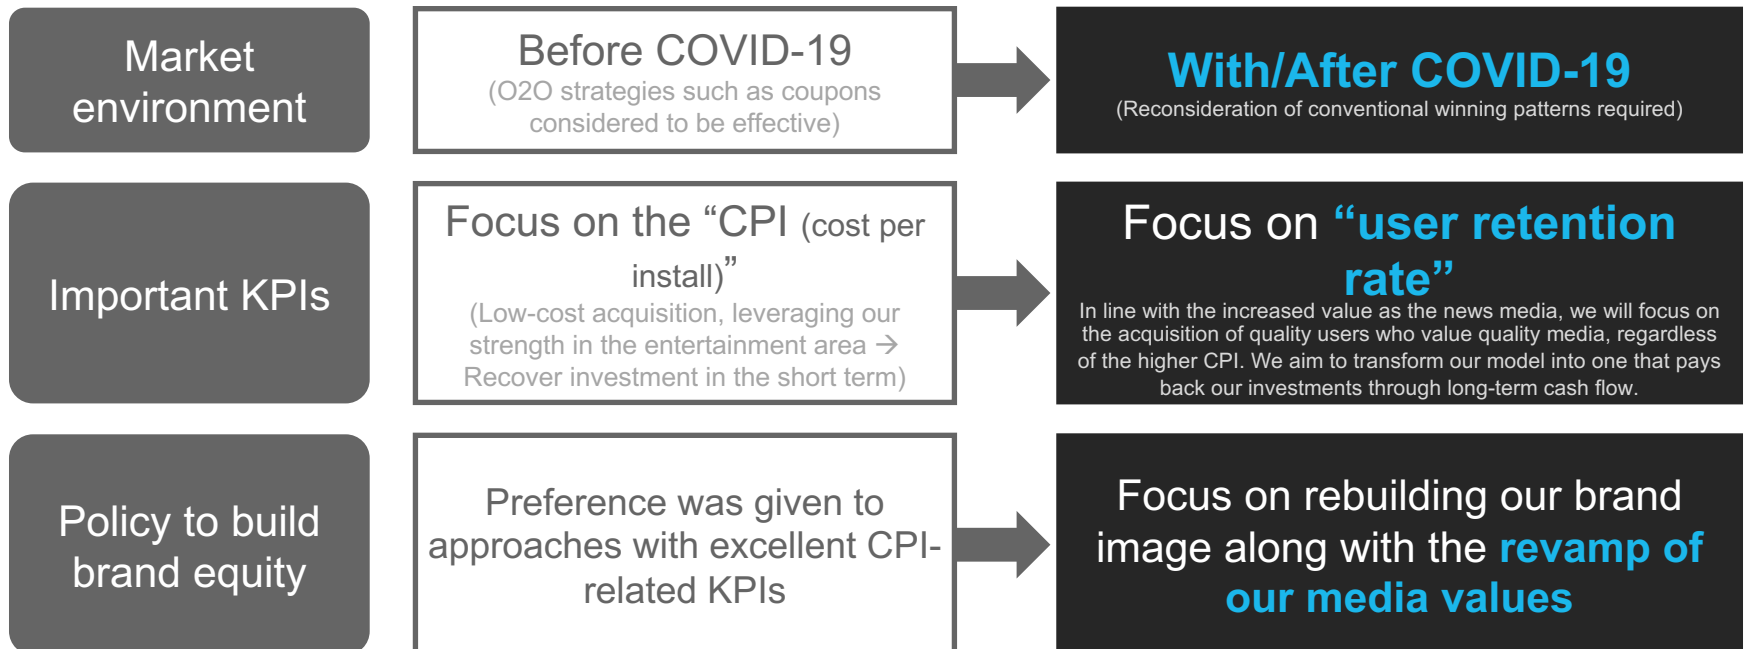 Market
environment
Before COVID-19
(O2O strategies such as coupons
considered to be effective)
With/After COVID-19
(Reconsideration of conventional winning patterns required)
Important KPIs
Focus on the “CPI (cost per
install)”
(Low-cost acquisition, leveraging our
strength in the entertainment area →
Recover investment in the short term)
Focus on “user retention
rate”
In line with the increased value as the news media, we will focus on
the acquisition of quality users who value quality media, regardless
of the higher CPI. We aim to transform our model into one that pays
back our investments through long-term cash flow.
Policy to build
brand equity
Preference was given to
approaches with excellent CPI-
related KPIs
Focus on rebuilding our brand
image along with the revamp of
our media values